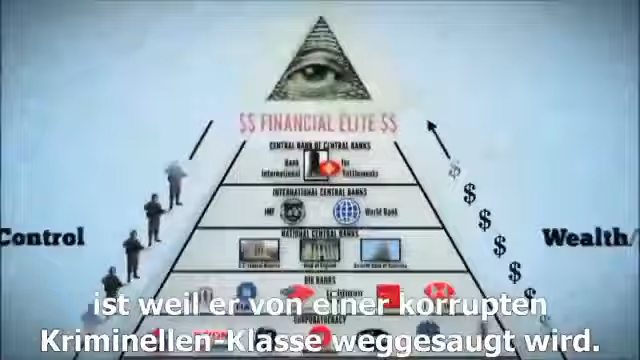 $$ FINANCIAL ELITE $$
CENTRAL BANK OF CENTRAL BANKS
Bank for
International Settlements
INTERNATIONAL CENTRAL BANKS
IMF World Bank
NATIONAL CENTRAL BANKS
Control
Wealth/
BIG BANKS
ist weil er von einer korrupten
Kriminellen-Klasse weggesaugt wird.